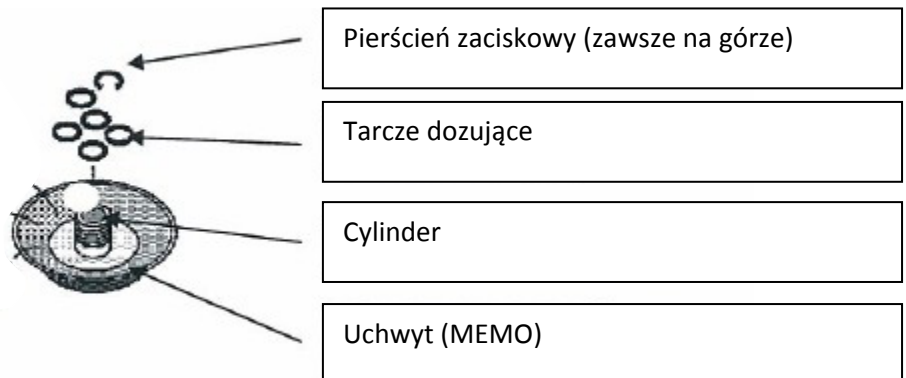 Pierścień zaciskowy (zawsze na górze)
Tarcze dozujące
Cylinder
Uchwyt (MEMO)